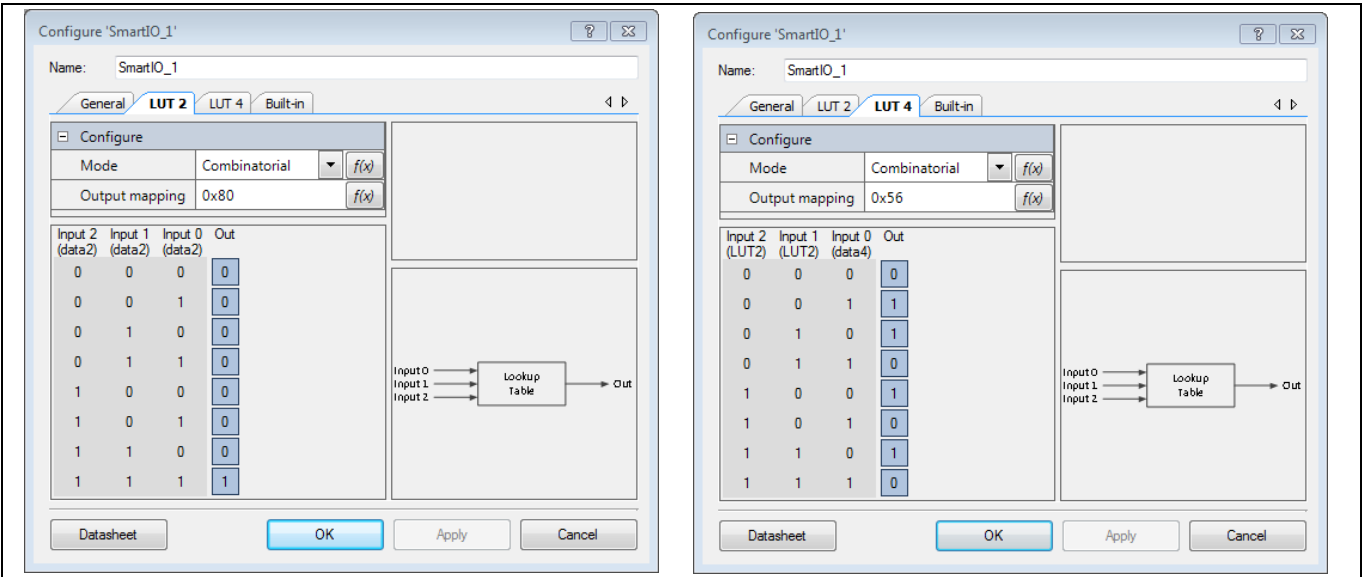 Configure 'SmartIO_1'
Name: SmartIO_1
General LUT 2 LUT 4 Built-in
Configure
Mode Combinatorial f(x)
Output mapping 0x80 f(x)
Input 2 Input 1 Input 0 Out
(data2) (data2) (data2)
0 0 0 0
0 0 1 0
0 1 0 0
0 1 1 0
1 0 0 0
1 0 1 0
1 1 0 0
1 1 1 1
Input 0
Input 1
Input 2
Lookup
Table
Out
Datasheet OK Apply Cancel
Configure 'SmartIO_1'
Name: SmartIO_1
General LUT 2 LUT 4 Built-in
Configure
Mode Combinatorial f(x)
Output mapping 0x56 f(x)
Input 2 Input 1 Input 0 Out
(LUT2) (LUT2) (data4)
0 0 0 0
0 0 1 1
0 1 0 1
0 1 1 0
1 0 0 1
1 0 1 0
1 1 0 1
1 1 1 0
Input 0
Input 1
Input 2
Lookup
Table
Out
Datasheet OK Apply Cancel